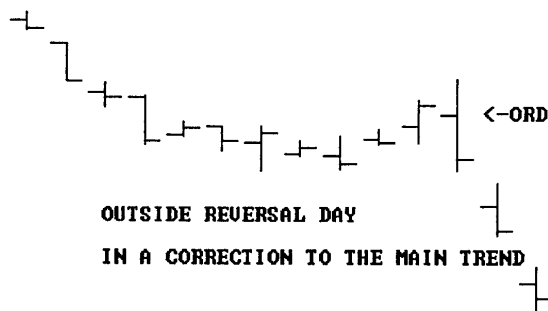 <-ORD
OUTSIDE REVERSAL DAY
IN A CORRECTION TO THE MAIN TREND